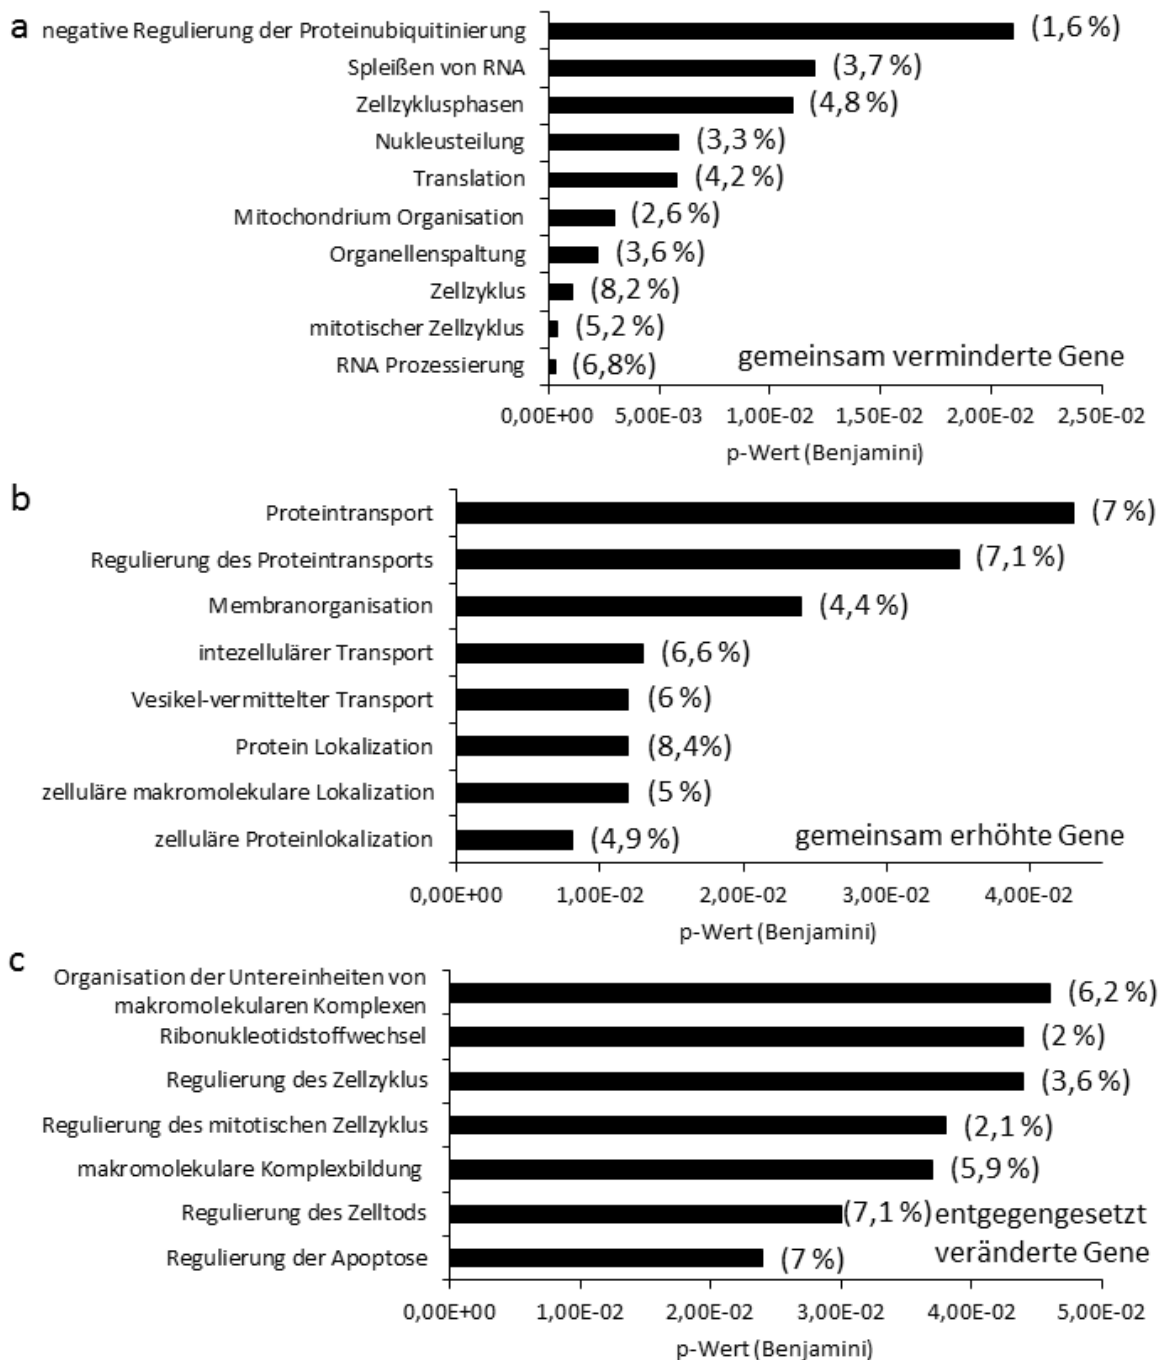 a negative Regulierung der Proteinubiquitinierung (1,6 %)
Spleißen von RNA (3,7 %)
Zellzyklusphasen (4,8 %)
Nukleusteilung (3,3 %)
Translation (4,2 %)
Mitochondrium Organisation (2,6 %)
Organellenspaltung (3,6 %)
Zellzyklus (8,2 %)
mitotischer Zellzyklus (5,2 %)
RNA Prozessierung (6,8%) gemeinsam verminderte Gene
0,00E+00 5,00E-03 1,00E-02 1,50E-02 2,00E-02 2,50E-02
p-Wert (Benjamini)
b
Proteintransport (7 %)
Regulierung des Proteintransports (7,1 %)
Membranorganisation (4,4 %)
intezellulärer Transport (6,6 %)
Vesikel-vermittelter Transport (6 %)
Protein Lokalization (8,4%)
zelluläre makromolekulare Lokalization (5 %)
zelluläre Proteinlokalization (4,9 %) gemeinsam erhöhte Gene
0,00E+00 1,00E-02 2,00E-02 3,00E-02 4,00E-02
p-Wert (Benjamini)
c
Organisation der Untereinheiten von
makromolekularen Komplexen (6,2 %)
Ribonukleotidstoffwechsel (2 %)
Regulierung des Zellzyklus (3,6 %)
Regulierung des mitotischen Zellzyklus (2,1 %)
makromolekulare Komplexbildung (5,9 %)
Regulierung des Zelltods (7,1 %) entgegengesetzt
Regulierung der Apoptose (7 %) veränderte Gene
0,00E+00 1,00E-02 2,00E-02 3,00E-02 4,00E-02 5,00E-02
p-Wert (Benjamini)